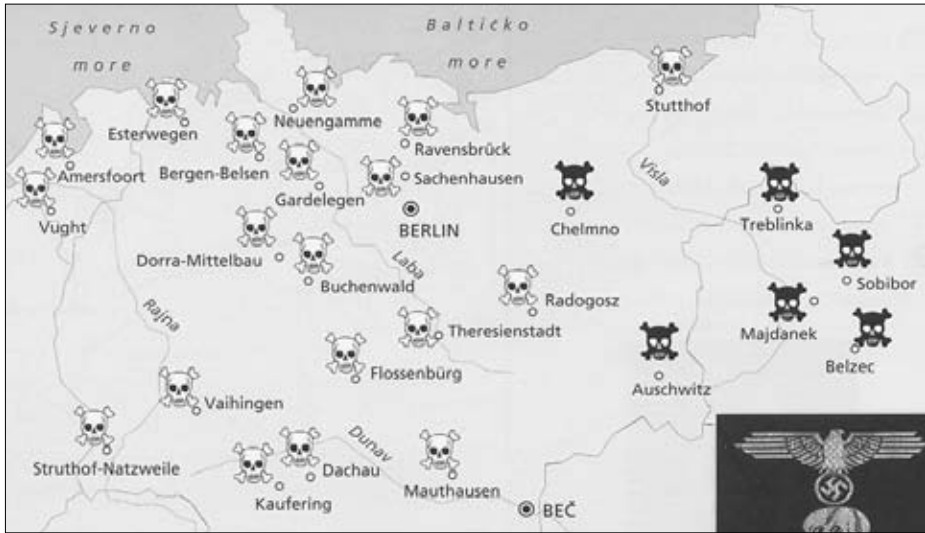 Sjeverno
more
Baltičko
more
Stutthof
Neuengamme
Esterwegen
Ravensbrück
Amersfoort
Bergen-Belsen
Gardelegen
Sachenhausen
Visla
Vught
BERLIN
Chelmno
Treblinka
Dorra-Mittelbau
Laba
Buchenwald
Sobibor
Rajna
Radogosz
Theresienstadt
Majdanek
Flossenbürg
Belzec
Auschwitz
Vaihingen
Dunav
Struthof-Natzweile
Dachau
Mauthausen
Kaufering
BEČ